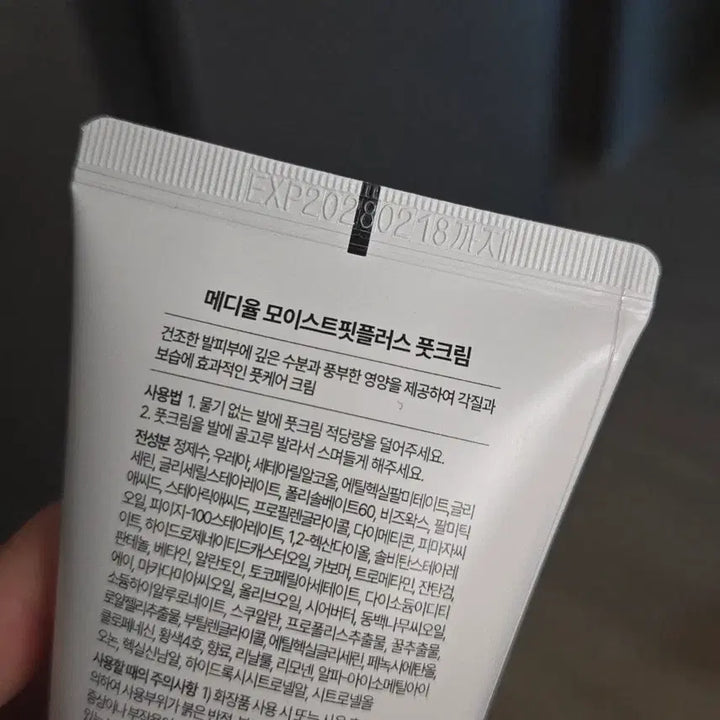 EXP20280218까지
메디율 모이스트핏플러스 풋크림
건조한 발피부에 깊은 수분과 풍부한 영양을 제공하여 각질과
보습에 효과적인 풋케어 크림
사용법 1. 물기 없는 발에 풋크림 적당량을 덜어주세요.
2. 풋크림을 발에 골고루 발라서 스며들게 해주세요.
전성분 정제수, 우레아, 세테아릴알코올, 에틸헥실팔미테이트,글리
세린, 글리세릴스테아레이트, 폴리솔베이트60, 비즈왁스, 팔미틱
애씨드, 스테아릭애씨드, 프로필렌글라이콜, 다이메티콘, 피마자씨
오일, 피이지-100스테아레이트, 1,2-헥산다이올, 솔비탄스테아레
이트, 하이드로제네이티드캐스터오일, 카보머, 트로메타민, 잔탄검,
판테놀, 베타인, 알란토인, 토코페릴아세테이트, 다이소듐이디티
에이, 마카다미아씨오일, 올리브오일, 시어버터, 동백나무씨오일,
소듐하이알루로네이트, 스쿠알란, 프로폴리스추출물, 꿀추출물,
로얄젤리추출물, 부틸렌글라이콜, 에틸헥실글리세린, 페녹시에탄올,
클로페네신, 황색4호, 향료, 리날룰, 리모넨, 알파-아이소메틸아이
오논, 헥실신남알, 하이드록시시트로넬알, 시트로넬올
사용할 때의 주의사항 1) 화장품 사용 시 또는 사용
의하여 사용부위가 붉은 반점,
증상이나 부작용이